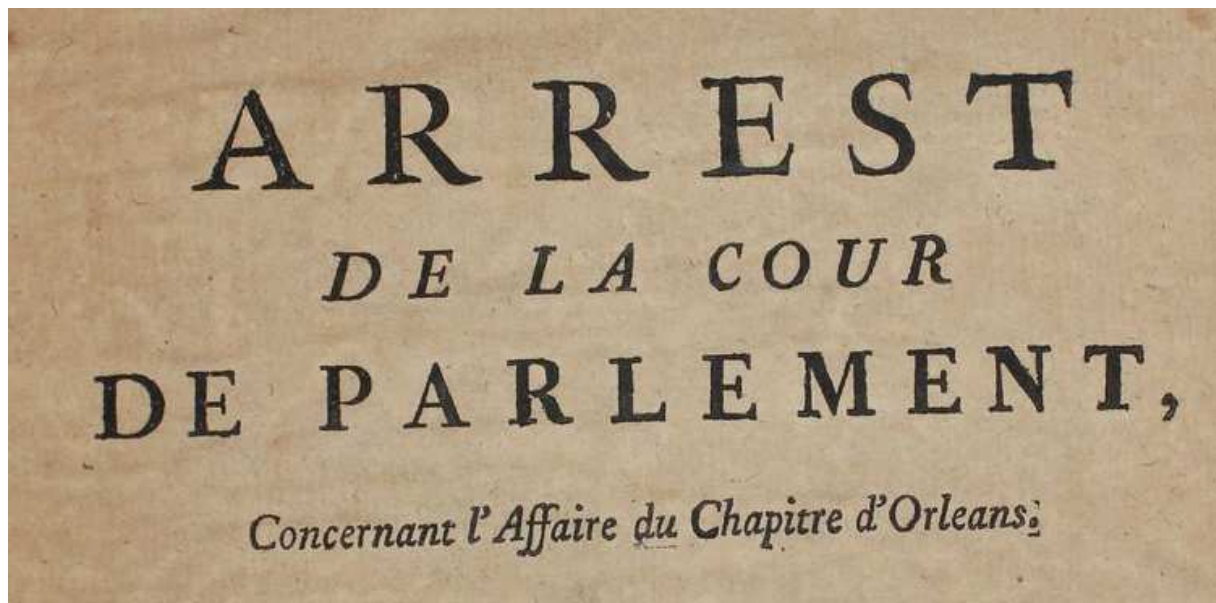 ARREST
DE LA COUR
DE PARLEMENT,
Concernant l'Affaire du Chapitre d'Orleans.